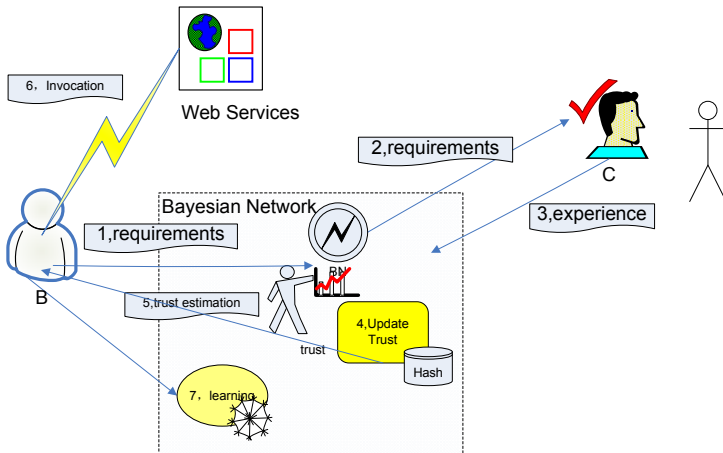 6，Invocation
Web Services
2,requirements
C
Bayesian Network
1,requirements
3,experience
BN
B
5,trust estimation
4,Update
Trust
trust
Hash
7，learning